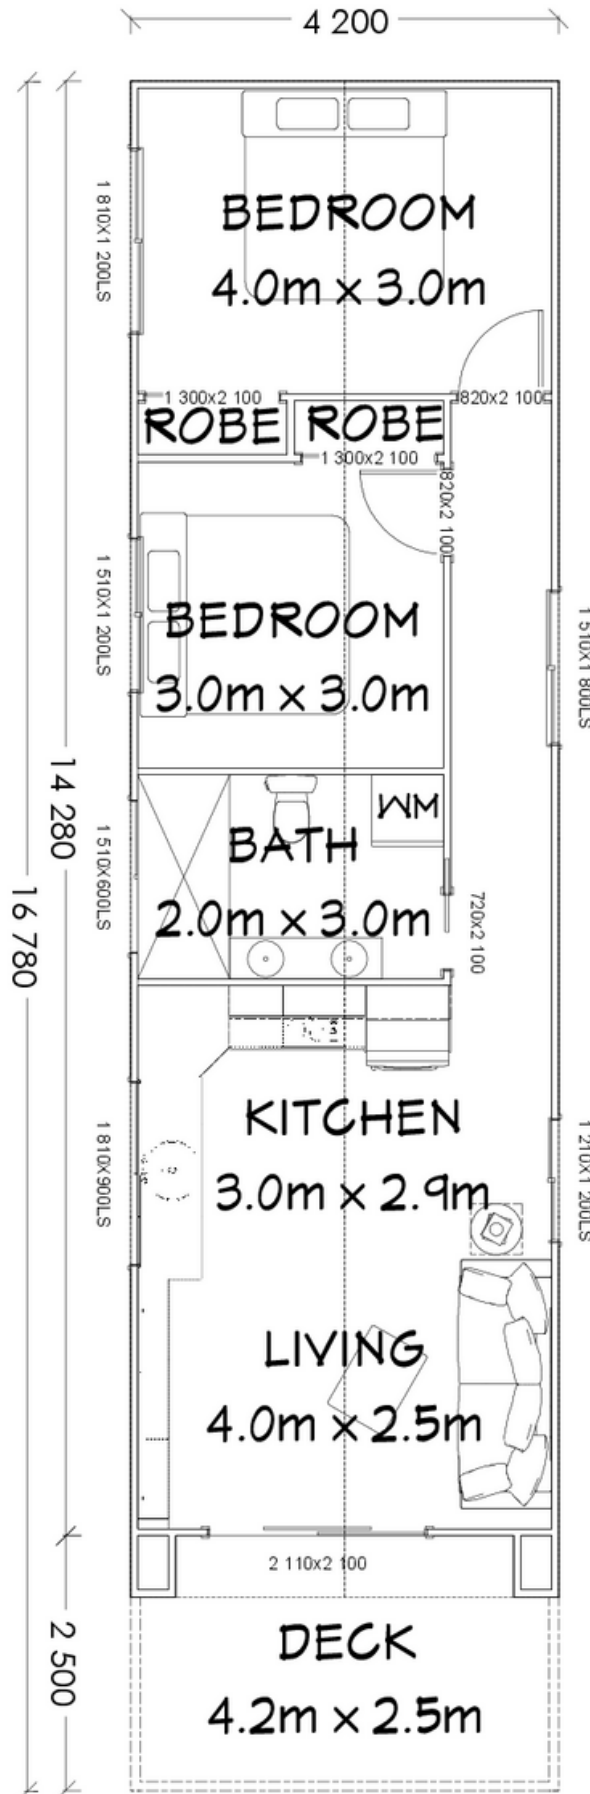 4 200
1 810X1 200LS
BEDROOM
4.0m x 3.0m
1 300x2 100
820x2 100
ROBE
ROBE
1 300x2 100
820x2 100
1 510X1 200LS
BEDROOM
3.0m x 3.0m
1 510X1 800LS
14 280
16 780
WM
1 510X600LS
BATH
2.0m x 3.0m
720x2 100
KITCHEN
3.0m x 2.9m
1 810X900LS
1 210X1 200LS
LIVING
4.0m x 2.5m
2 110x2 100
2 500
DECK
4.2m x 2.5m